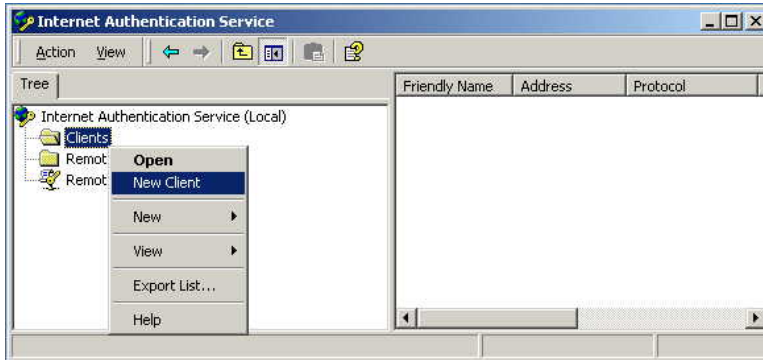 Internet Authentication Service
Action View
Tree
Friendly Name Address Protocol
Internet Authentication Service (Local)
Clients
Remot
Remot
Open
New Client
New
View
Export List...
Help